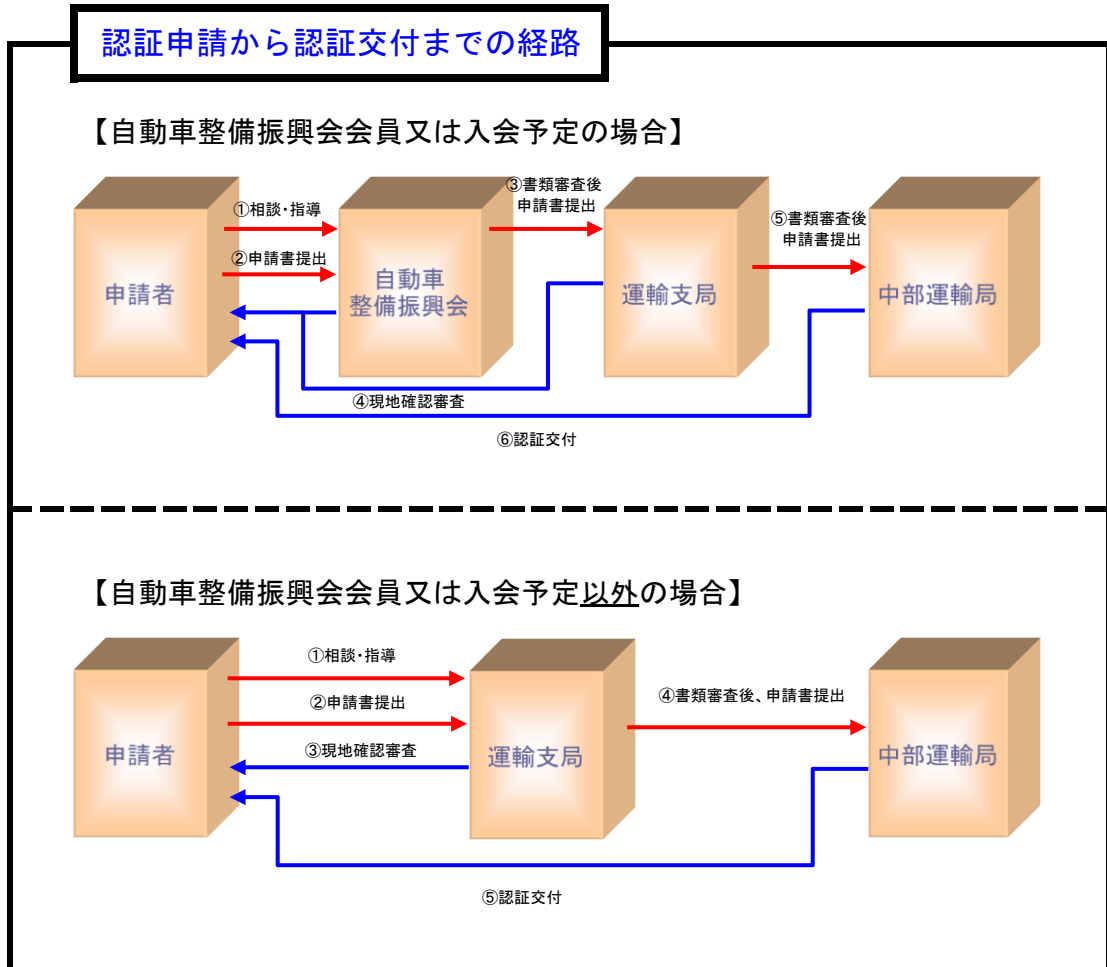 認証申請から認証交付までの経路
【自動車整備振興会会員又は入会予定の場合】
①相談・指導
②申請書提出
③書類審査後
申請書提出
⑤書類審査後
申請書提出
申請者
自動車
整備振興会
運輸支局
中部運輸局
④現地確認審査
⑥認証交付
【自動車整備振興会会員又は入会予定以外の場合】
①相談・指導
②申請書提出
③現地確認審査
④書類審査後、申請書提出
申請者
運輸支局
中部運輸局
⑤認証交付